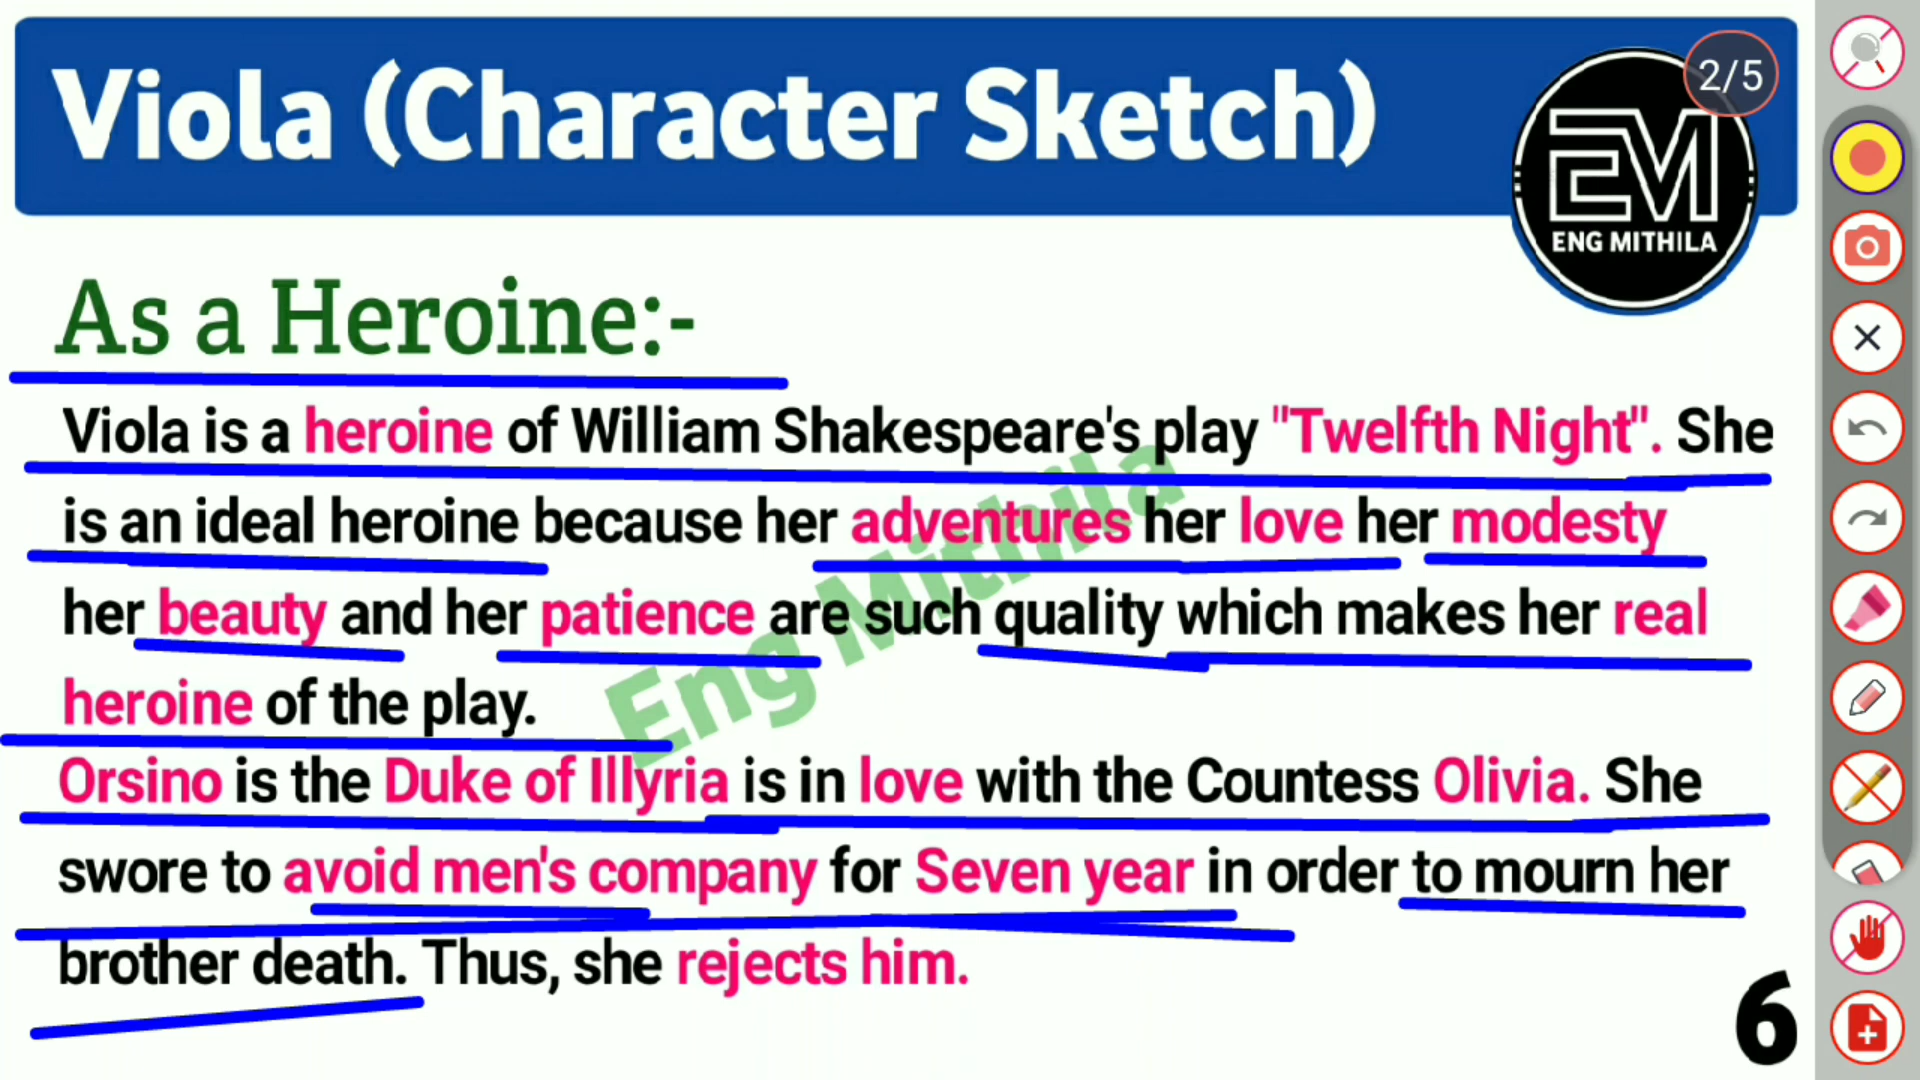 Viola (Character Sketch)
2/5
EM
ENG MITHILA
As a Heroine:-
Viola is a heroine of William Shakespeare's play "Twelfth Night". She
is an ideal heroine because her adventures her love her modesty
her beauty and her patience are such quality which makes her real
heroine of the play.
Orsino is the Duke of Illyria is in love with the Countess Olivia. She
swore to avoid men's company for Seven year in order to mourn her
brother death. Thus, she rejects him.
Eng Mithila
6